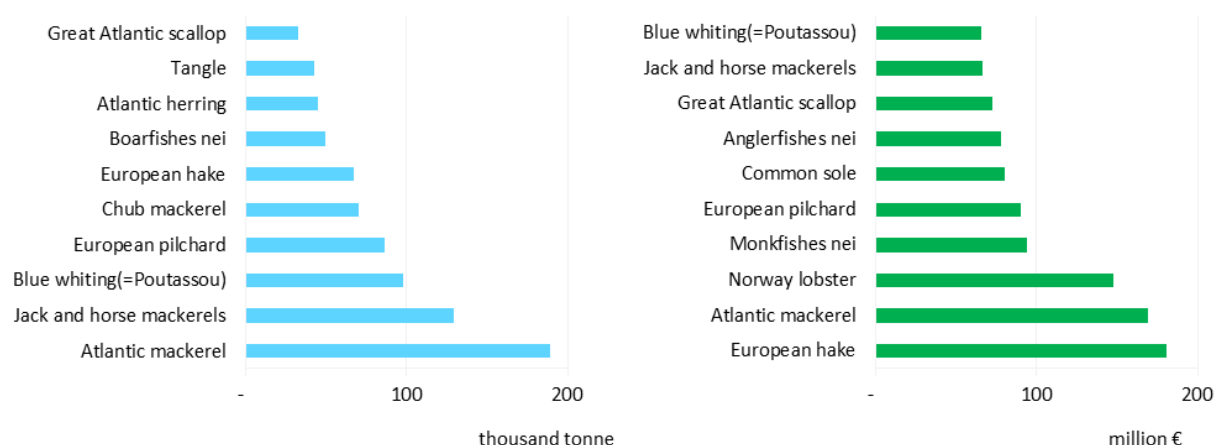 Great Atlantic scallop
Tangle
Atlantic herring
Boarfishes nei
European hake
Chub mackerel
European pilchard
Blue whiting(=Poutassou)
Jack and horse mackerels
Atlantic mackerel
- 100 200
thousand tonne
Blue whiting(=Poutassou)
Jack and horse mackerels
Great Atlantic scallop
Anglerfishes nei
Common sole
European pilchard
Monkfishes nei
Norway lobster
Atlantic mackerel
European hake
- 100 200
million €